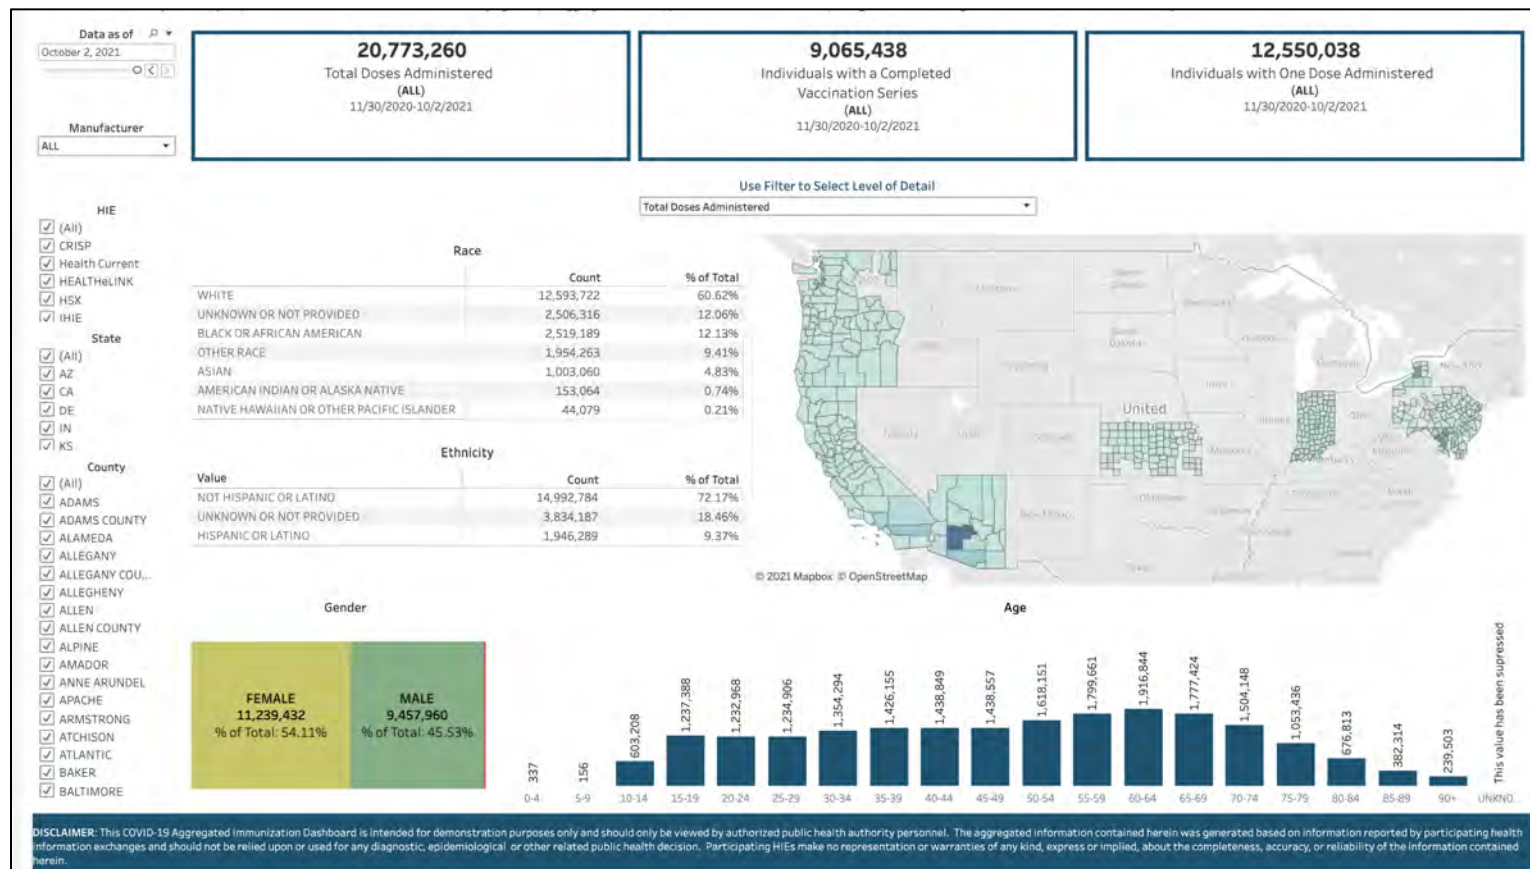 Data as of
October 2, 2021
Manufacturer
ALL
20,773,260
Total Doses Administered
(ALL)
11/30/2020-10/2/2021
9,065,438
Individuals with a Completed
Vaccination Series
(ALL)
11/30/2020-10/2/2021
12,550,038
Individuals with One Dose Administered
(ALL)
11/30/2020-10/2/2021
Use Filter to Select Level of Detail
Total Doses Administered
HIE
(All)
CRISP
Health Current
HEALTHeLINK
HSX
IHIE
State
(All)
AZ
CA
DE
IN
KS
County
(All)
ADAMS
ADAMS COUNTY
ALAMEDA
ALLEGANY
ALLEGANY COU...
ALLEGHENY
ALLEN
ALLEN COUNTY
ALPINE
AMADOR
ANNE ARUNDEL
APACHE
ARMSTRONG
ATCHISON
ATLANTIC
BAKER
BALTIMORE
Race
Count % of Total
WHITE 12,593,722 60.62%
UNKNOWN OR NOT PROVIDED 2,506,316 12.06%
BLACK OR AFRICAN AMERICAN 2,519,189 12.13%
OTHER RACE 1,954,263 9.41%
ASIAN 1,003,060 4.83%
AMERICAN INDIAN OR ALASKA NATIVE 153,064 0.74%
NATIVE HAWAIIAN OR OTHER PACIFIC ISLANDER 44,079 0.21%
Ethnicity
Value Count % of Total
NOT HISPANIC OR LATINO 14,992,784 72.17%
UNKNOWN OR NOT PROVIDED 3,834,187 18.46%
HISPANIC OR LATINO 1,946,289 9.37%
United
Nevada
New Mexico
© 2021 Mapbox © OpenStreetMap
Gender
FEMALE
11,239,432
% of Total: 54.11%
MALE
9,457,960
% of Total: 45.53%
Age
337
156
603,208
1,237,388
1,232,968
1,234,906
1,354,294
1,426,155
1,438,849
1,438,557
1,618,151
1,799,661
1,916,844
1,777,424
1,504,148
1,053,436
676,813
382,314
239,503
This value has been supressed
0-4 5-9 10-14 15-19 20-24 25-29 30-34 35-39 40-44 45-49 50-54 55-59 60-64 65-69 70-74 75-79 80-84 85-89 90+ UNKNO..
DISCLAIMER: This COVID-19 Aggregated Immunization Dashboard is intended for demonstration purposes only and should only be viewed by authorized public health authority personnel. The aggregated information contained herein was generated based on information reported by participating health
information exchanges and should not be relied upon or used for any diagnostic, epidemiological or other related public health decision. Participating HIEs make no representation or warranties of any kind, express or implied, about the completeness, accuracy, or reliability of the information contained
herein.